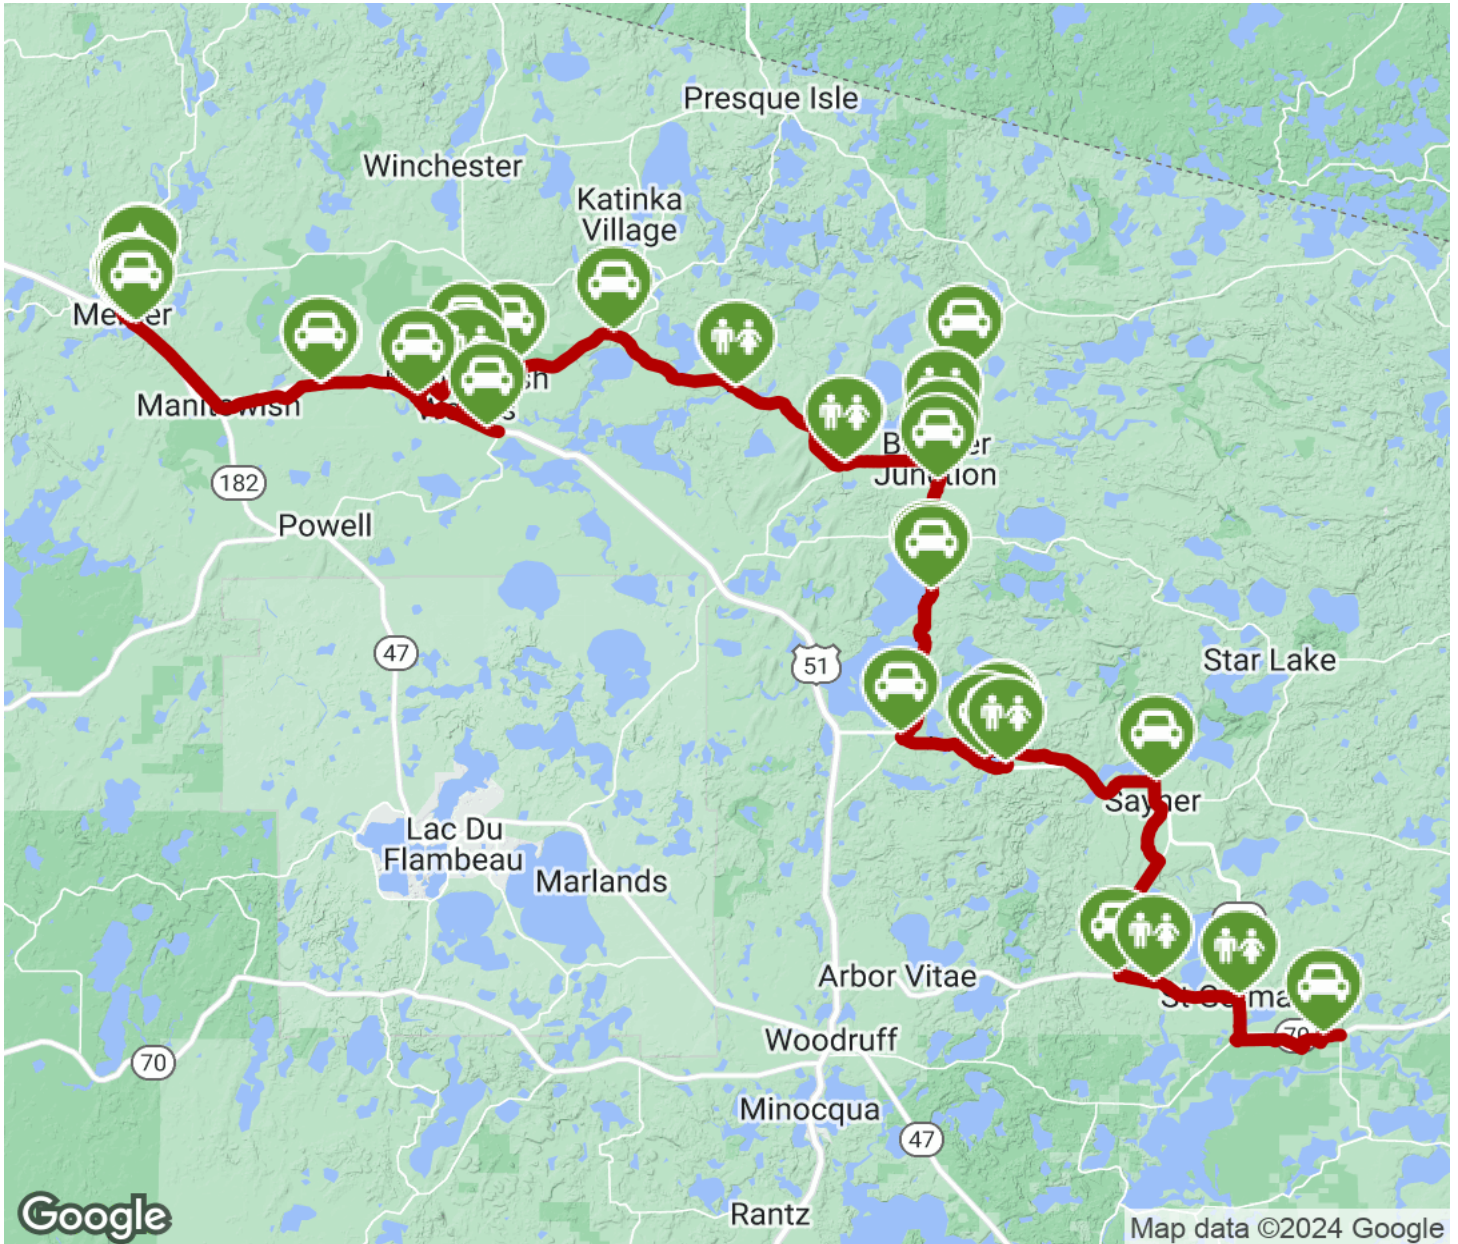 Presque Isle
Winchester
Katinka
Village
182
Powell
47
51
Star Lake
Lac Du
Flambeau
Marlands
Arbor Vitae
Woodruff
70
Minocqua
47
Rantz
Google
Map data ©2024 Google